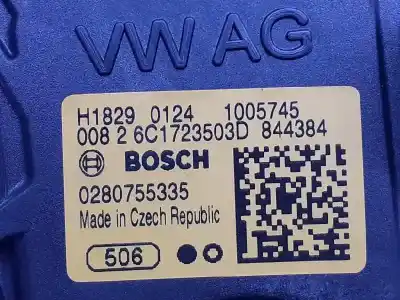 VW AG
H1829 0124 1005745
008 2 6C1723503D 844384
BOSCH
0280755335
Made in Czech Republic
506